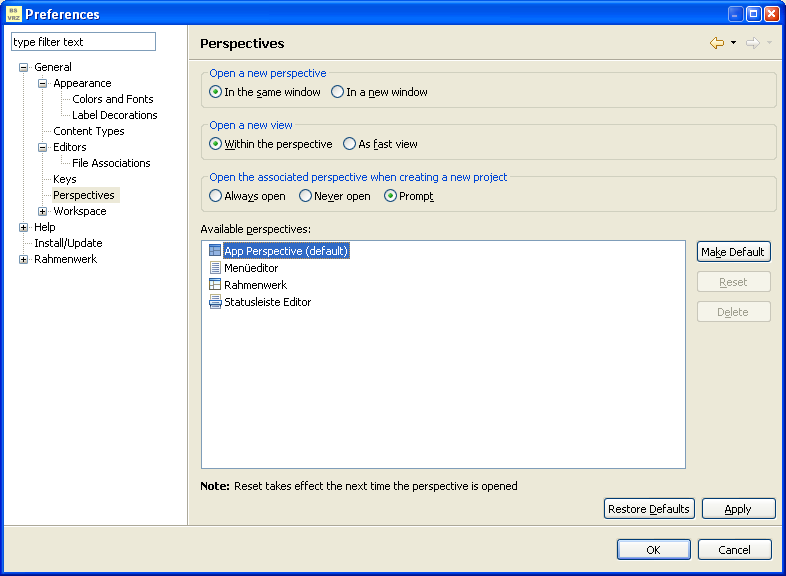 BS
VRZ
Preferences
type filter text
General
Appearance
Colors and Fonts
Label Decorations
Content Types
Editors
File Associations
Keys
Perspectives
Workspace
Help
Install/Update
Rahmenwerk
Perspectives
Open a new perspective
In the same window In a new window
Open a new view
Within the perspective As fast view
Open the associated perspective when creating a new project
Always open Never open Prompt
Available perspectives:
App Perspective (default)
Menüeditor
Rahmenwerk
Statusleiste Editor
Make Default
Reset
Delete
Note: Reset takes effect the next time the perspective is opened
Restore Defaults Apply
OK Cancel